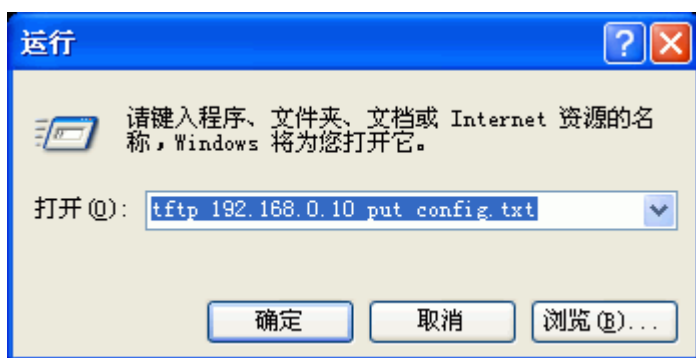 运行
请键入程序、文件夹、文档或 Internet 资源的名
称，Windows 将为您打开它。
打开(O):
tftp 192.168.0.10 put config.txt
确定
取消
浏览(B)...